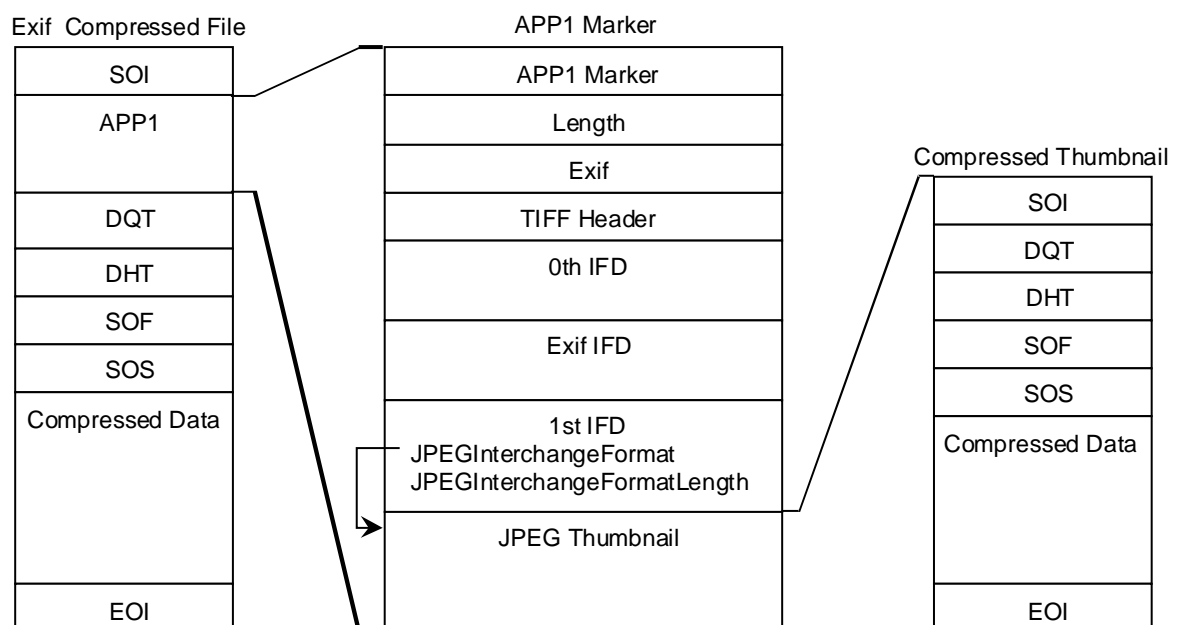 Exif Compressed File
SOI
APP1
DQT
DHT
SOF
SOS
Compressed Data
EOI
APP1 Marker
APP1 Marker
Length
Exif
TIFF Header
0th IFD
Exif IFD
1st IFD
JPEGInterchangeFormat
JPEGInterchangeFormatLength
JPEG Thumbnail
Compressed Thumbnail
SOI
DQT
DHT
SOF
SOS
Compressed Data
EOI